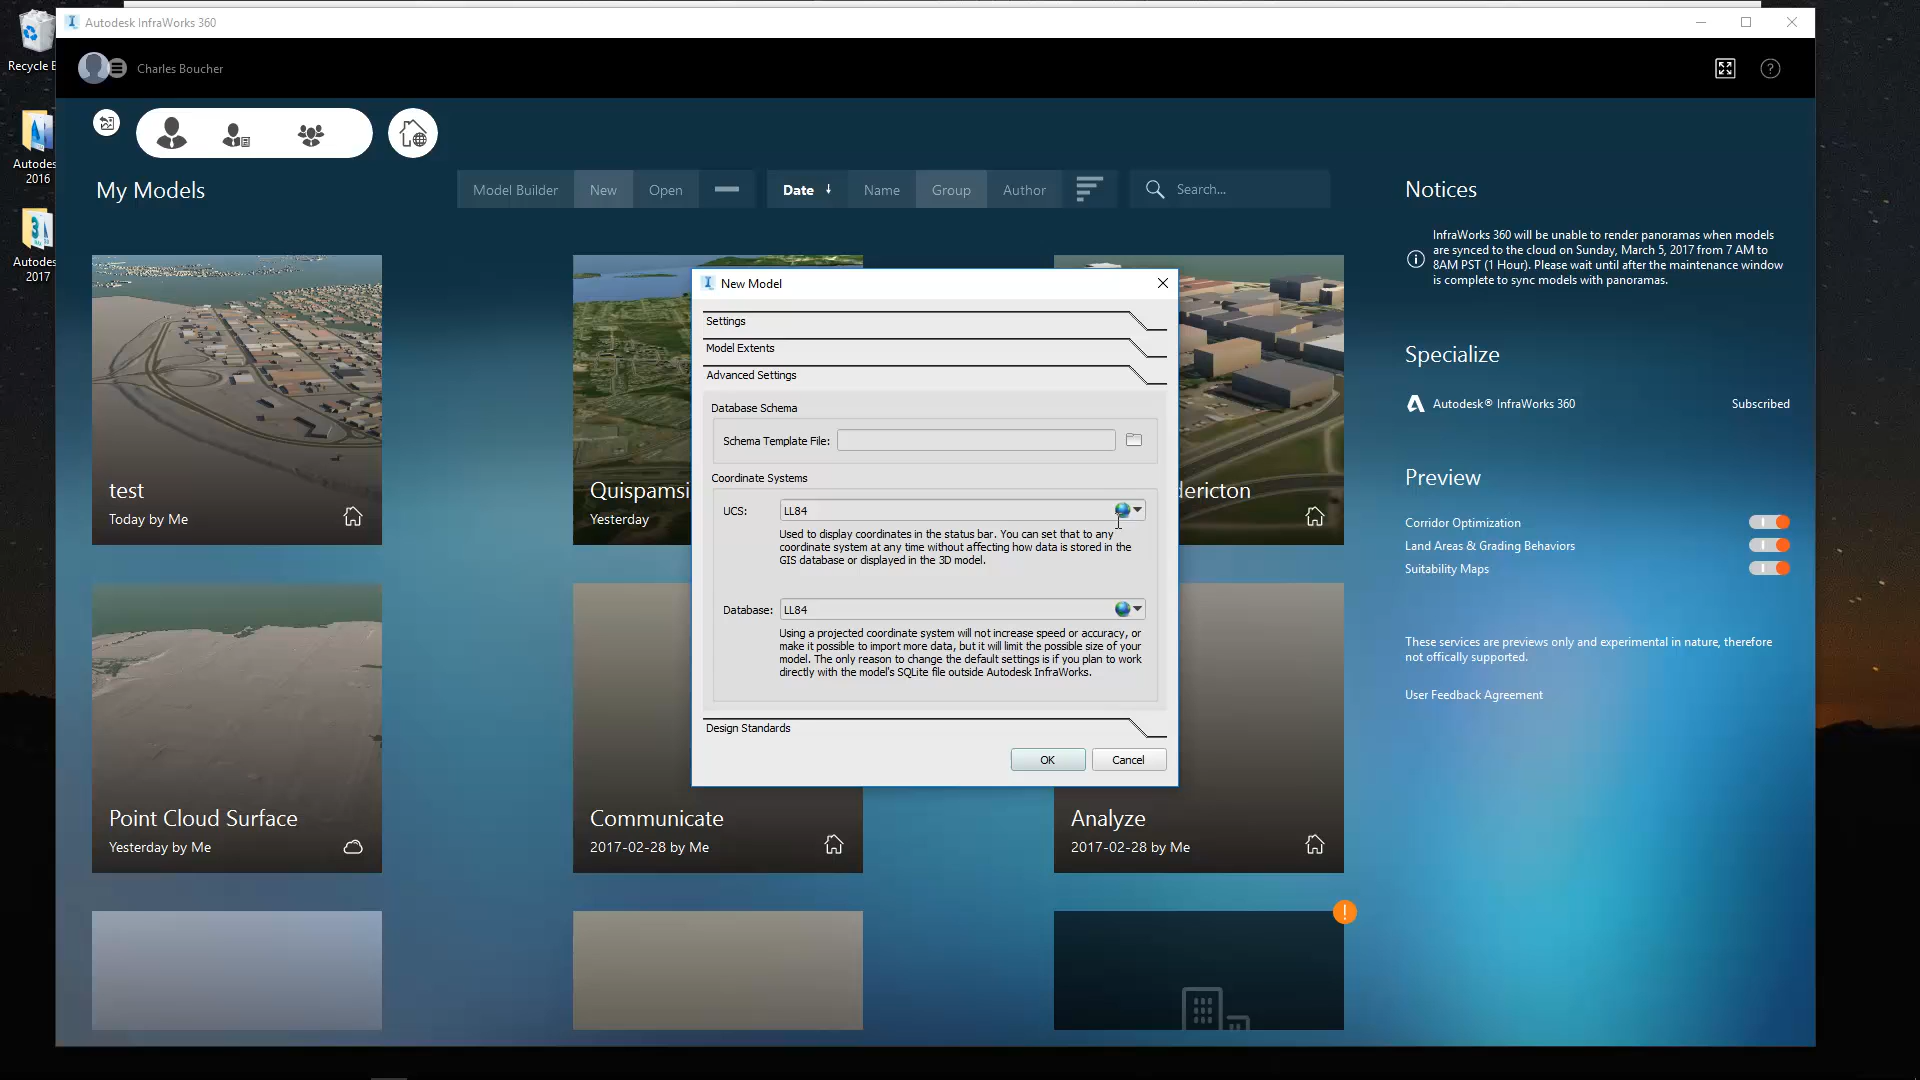 Autodesk InfraWorks 360
Recycle B
Charles Boucher
?
Autodes
2016
My Models
Model Builder
New
Open
Date
Name
Group
Author
Search...
Notices
InfraWorks 360 will be unable to render panoramas when models
are synced to the cloud on Sunday, March 5, 2017 from 7 AM to
8AM PST (1 Hour). Please wait until after the maintenance window
is complete to sync models with panoramas.
Autodes
2017
New Model
Settings
Model Extents
Advanced Settings
Database Schema
Schema Template File:
Coordinate Systems
UCS:
LL84
Used to display coordinates in the status bar. You can set that to any
coordinate system at any time without affecting how data is stored in the
GIS database or displayed in the 3D model.
Database:
LL84
Using a projected coordinate system will not increase speed or accuracy, or
make it possible to import more data, but it will limit the possible size of your
model. The only reason to change the default settings is if you plan to work
directly with the model's SQLite file outside Autodesk InfraWorks.
Design Standards
OK
Cancel
Specialize
Autodesk® InfraWorks 360
Subscribed
Preview
Corridor Optimization
Land Areas & Grading Behaviors
Suitability Maps
These services are previews only and experimental in nature, therefore
not offically supported.
User Feedback Agreement
test
Today by Me
Quispamsi
Yesterday
dericton
Point Cloud Surface
Yesterday by Me
Communicate
2017-02-28 by Me
Analyze
2017-02-28 by Me
!